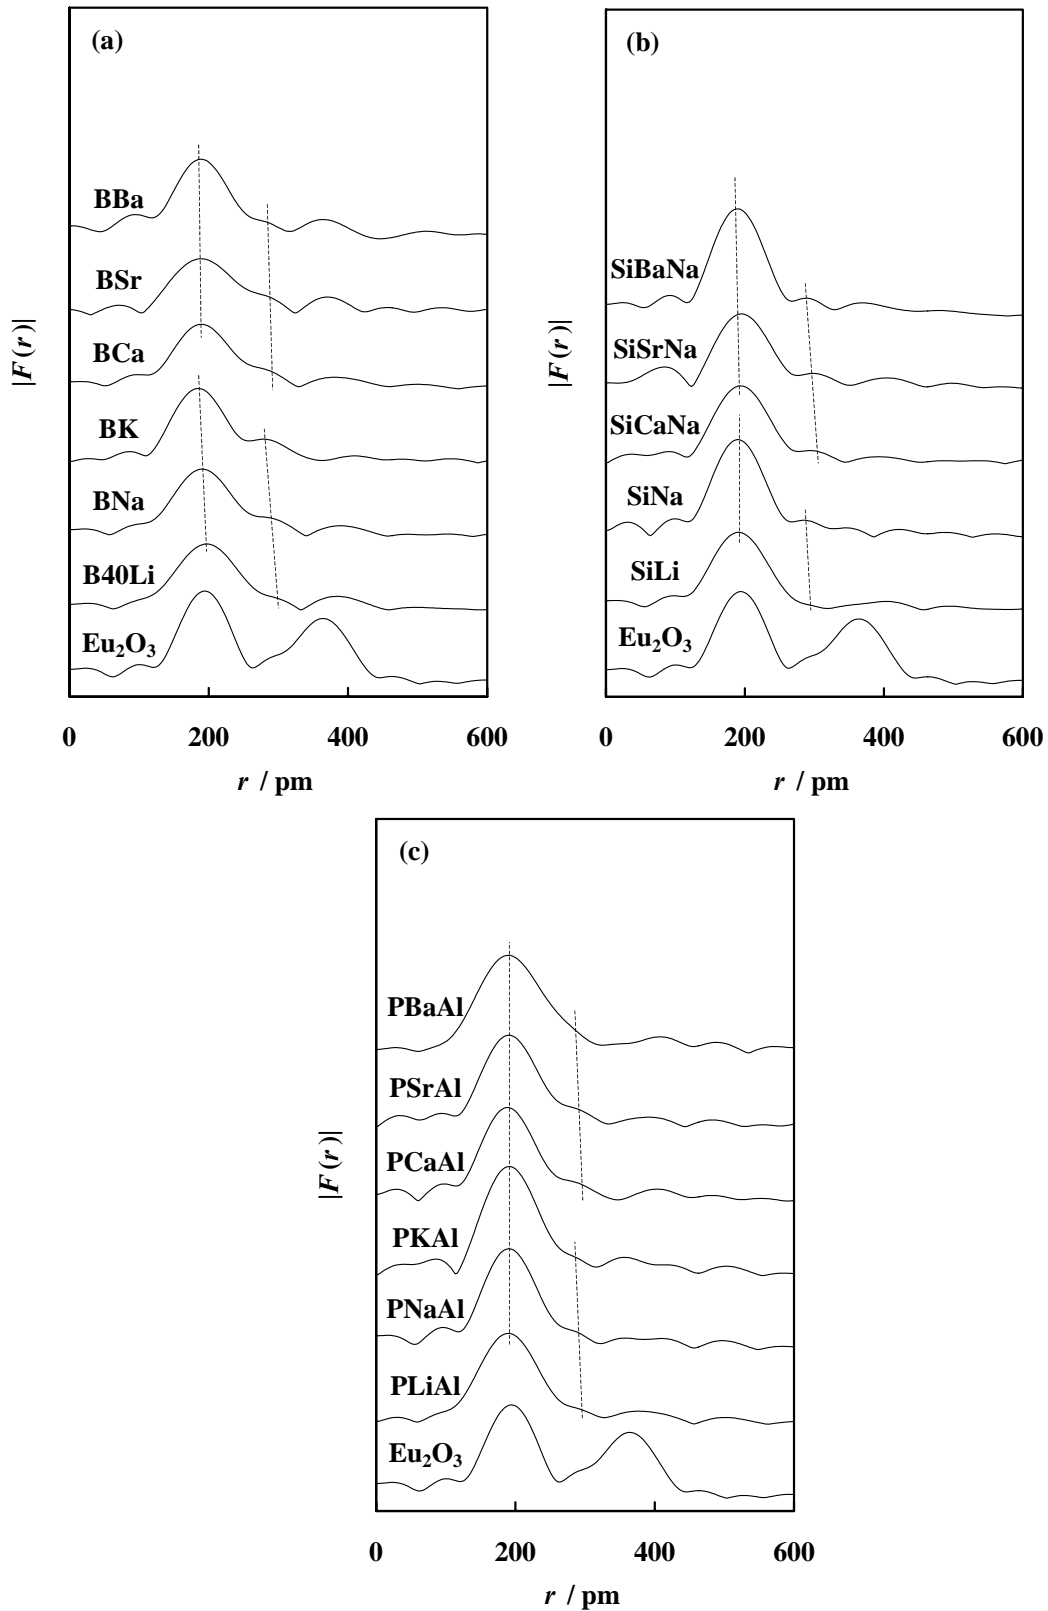 (a)
BBa
BSr
BCa
BK
BNa
B40Li
Eu₂O₃
|F(r)|
0 200 400 600
r / pm
(b)
SiBaNa
SiSrNa
SiCaNa
SiNa
SiLi
Eu₂O₃
|F(r)|
0 200 400 600
r / pm
(c)
PBaAl
PSrAl
PCaAl
PKAl
PNaAl
PLiAl
Eu₂O₃
|F(r)|
0 200 400 600
r / pm